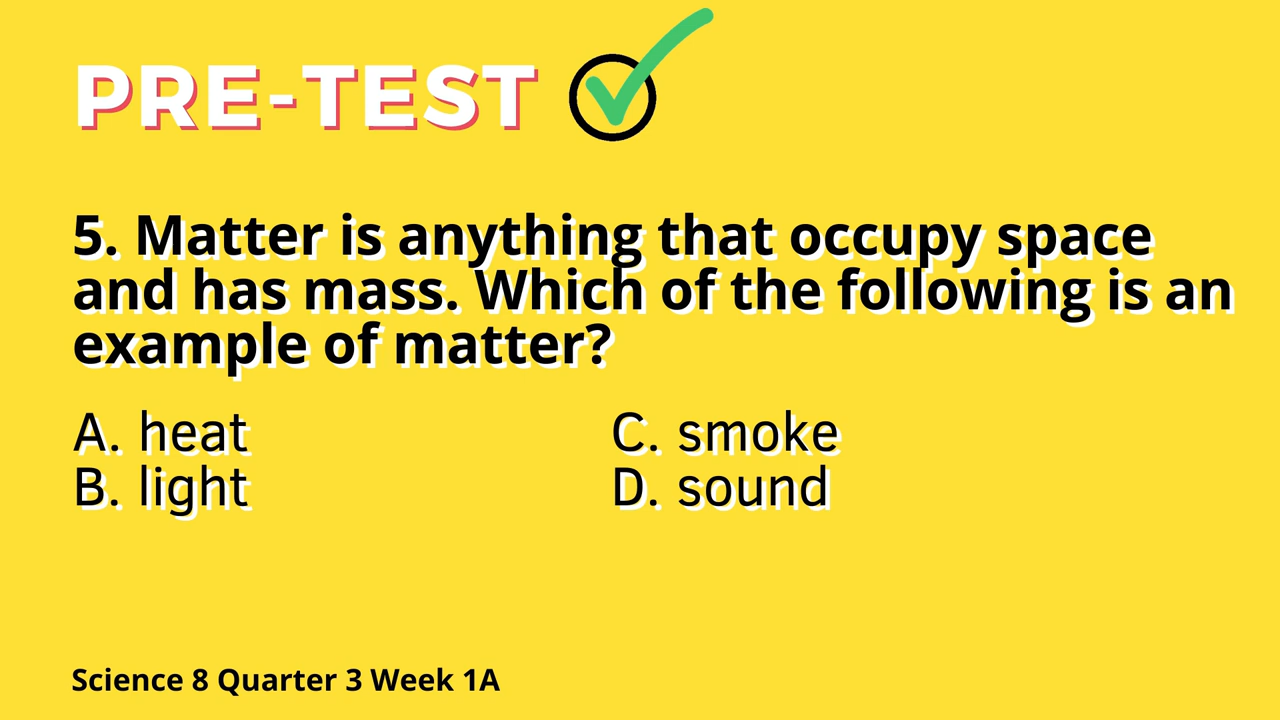 PRE-TEST
5. Matter is anything that occupy space
and has mass. Which of the following is an
example of matter?
A. heat
B. light
C. smoke
D. sound
Science 8 Quarter 3 Week 1A